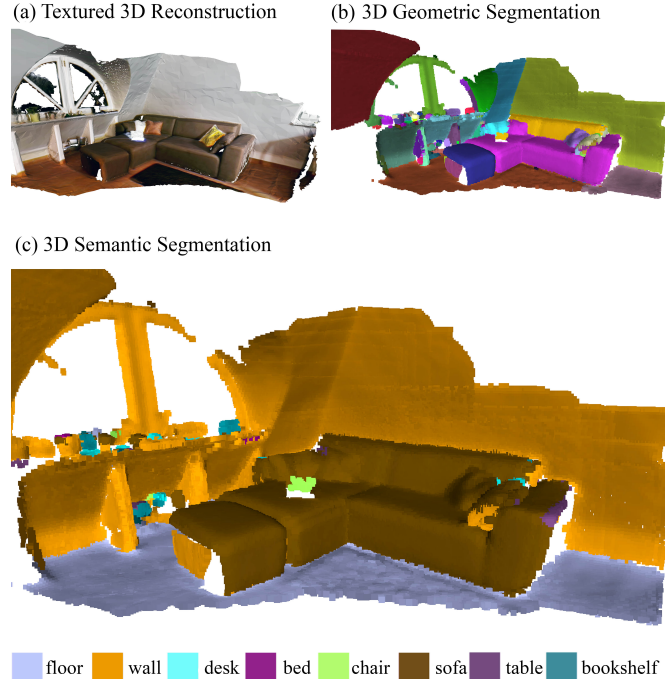 (a) Textured 3D Reconstruction
(b) 3D Geometric Segmentation
(c) 3D Semantic Segmentation
floor wall desk bed chair sofa table bookshelf